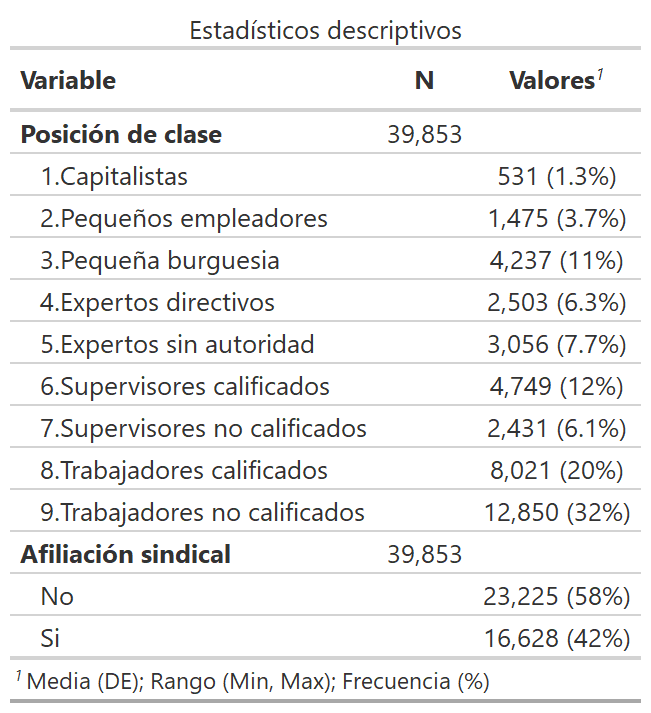 Estadísticos descriptivos
Variable N Valores¹
Posición de clase 39,853
1.Capitalistas 531 (1.3%)
2.Pequeños empleadores 1,475 (3.7%)
3.Pequeña burguesia 4,237 (11%)
4.Expertos directivos 2,503 (6.3%)
5.Expertos sin autoridad 3,056 (7.7%)
6.Supervisores calificados 4,749 (12%)
7.Supervisores no calificados 2,431 (6.1%)
8.Trabajadores calificados 8,021 (20%)
9.Trabajadores no calificados 12,850 (32%)
Afiliación sindical 39,853
No 23,225 (58%)
Si 16,628 (42%)
¹ Media (DE); Rango (Min, Max); Frecuencia (%)